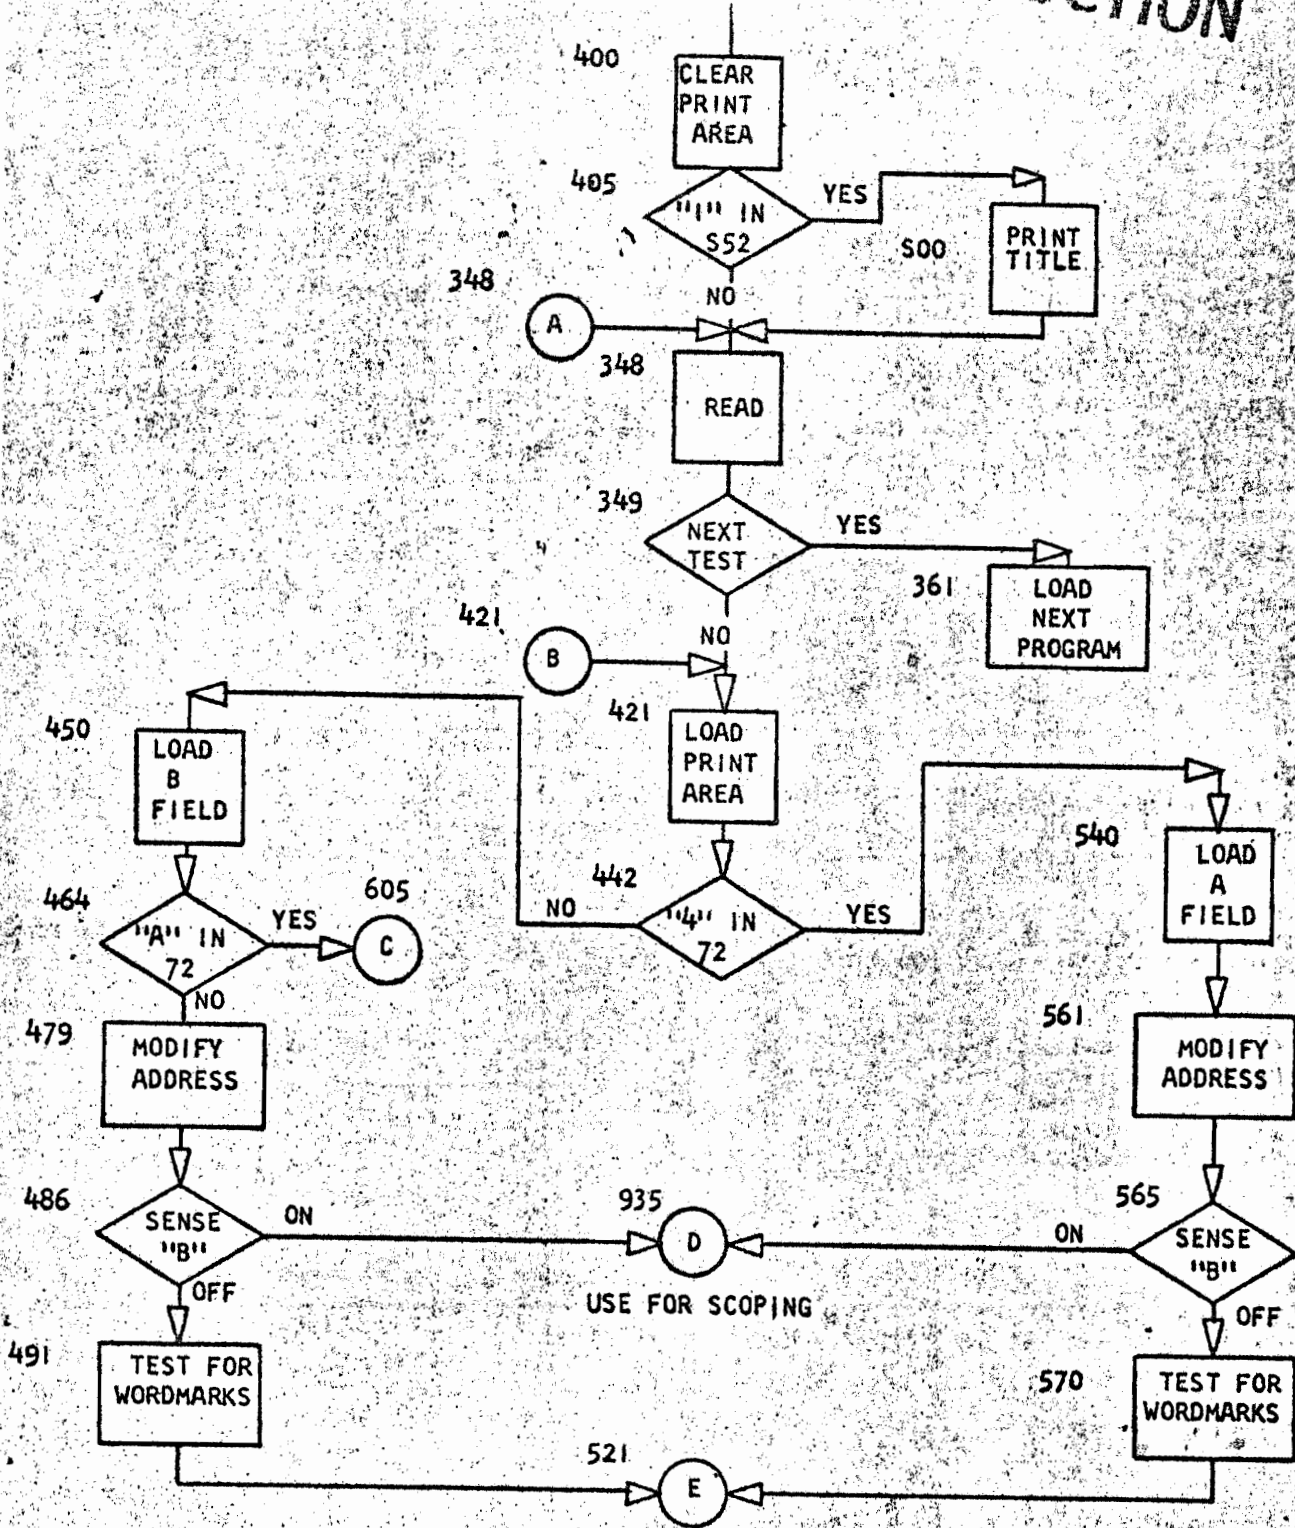 400
CLEAR
PRINT
AREA
405
"1" IN
S52
YES
S00
PRINT
TITLE
NO
348
A
348
READ
349
NEXT
TEST
YES
361
LOAD
NEXT
PROGRAM
NO
421
B
421
LOAD
PRINT
AREA
450
LOAD
B
FIELD
442
"4" IN
72
NO
YES
540
LOAD
A
FIELD
464
"A" IN
72
YES
605
C
NO
479
MODIFY
ADDRESS
561
MODIFY
ADDRESS
486
SENSE
"B"
ON
935
D
USE FOR SCOPING
ON
565
SENSE
"B"
OFF
OFF
491
TEST FOR
WORDMARKS
570
TEST FOR
WORDMARKS
521
E